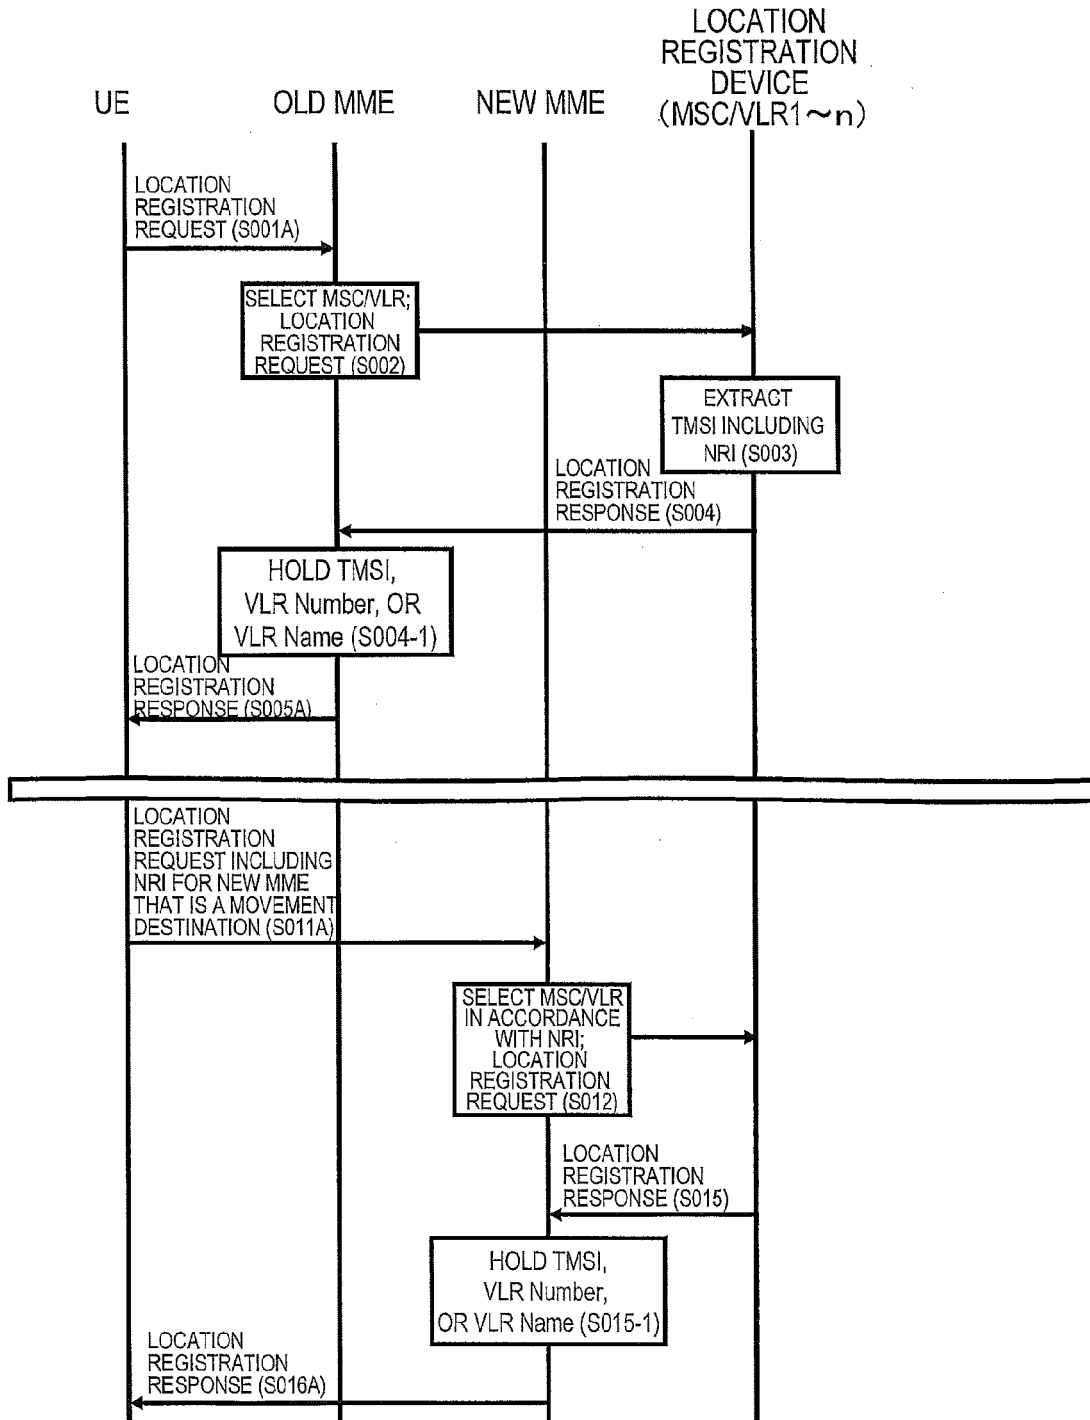 UE
OLD MME
NEW MME
LOCATION
REGISTRATION
DEVICE
(MSC/VLR1~n)
LOCATION
REGISTRATION
REQUEST (S001A)
SELECT MSC/VLR;
LOCATION
REGISTRATION
REQUEST (S002)
EXTRACT
TMSI INCLUDING
NRI (S003)
LOCATION
REGISTRATION
RESPONSE (S004)
HOLD TMSI,
VLR Number, OR
VLR Name (S004-1)
LOCATION
REGISTRATION
RESPONSE (S005A)
LOCATION
REGISTRATION
REQUEST INCLUDING
NRI FOR NEW MME
THAT IS A MOVEMENT
DESTINATION (S011A)
SELECT MSC/VLR
IN ACCORDANCE
WITH NRI;
LOCATION
REGISTRATION
REQUEST (S012)
LOCATION
REGISTRATION
RESPONSE (S015)
HOLD TMSI,
VLR Number,
OR VLR Name (S015-1)
LOCATION
REGISTRATION
RESPONSE (S016A)